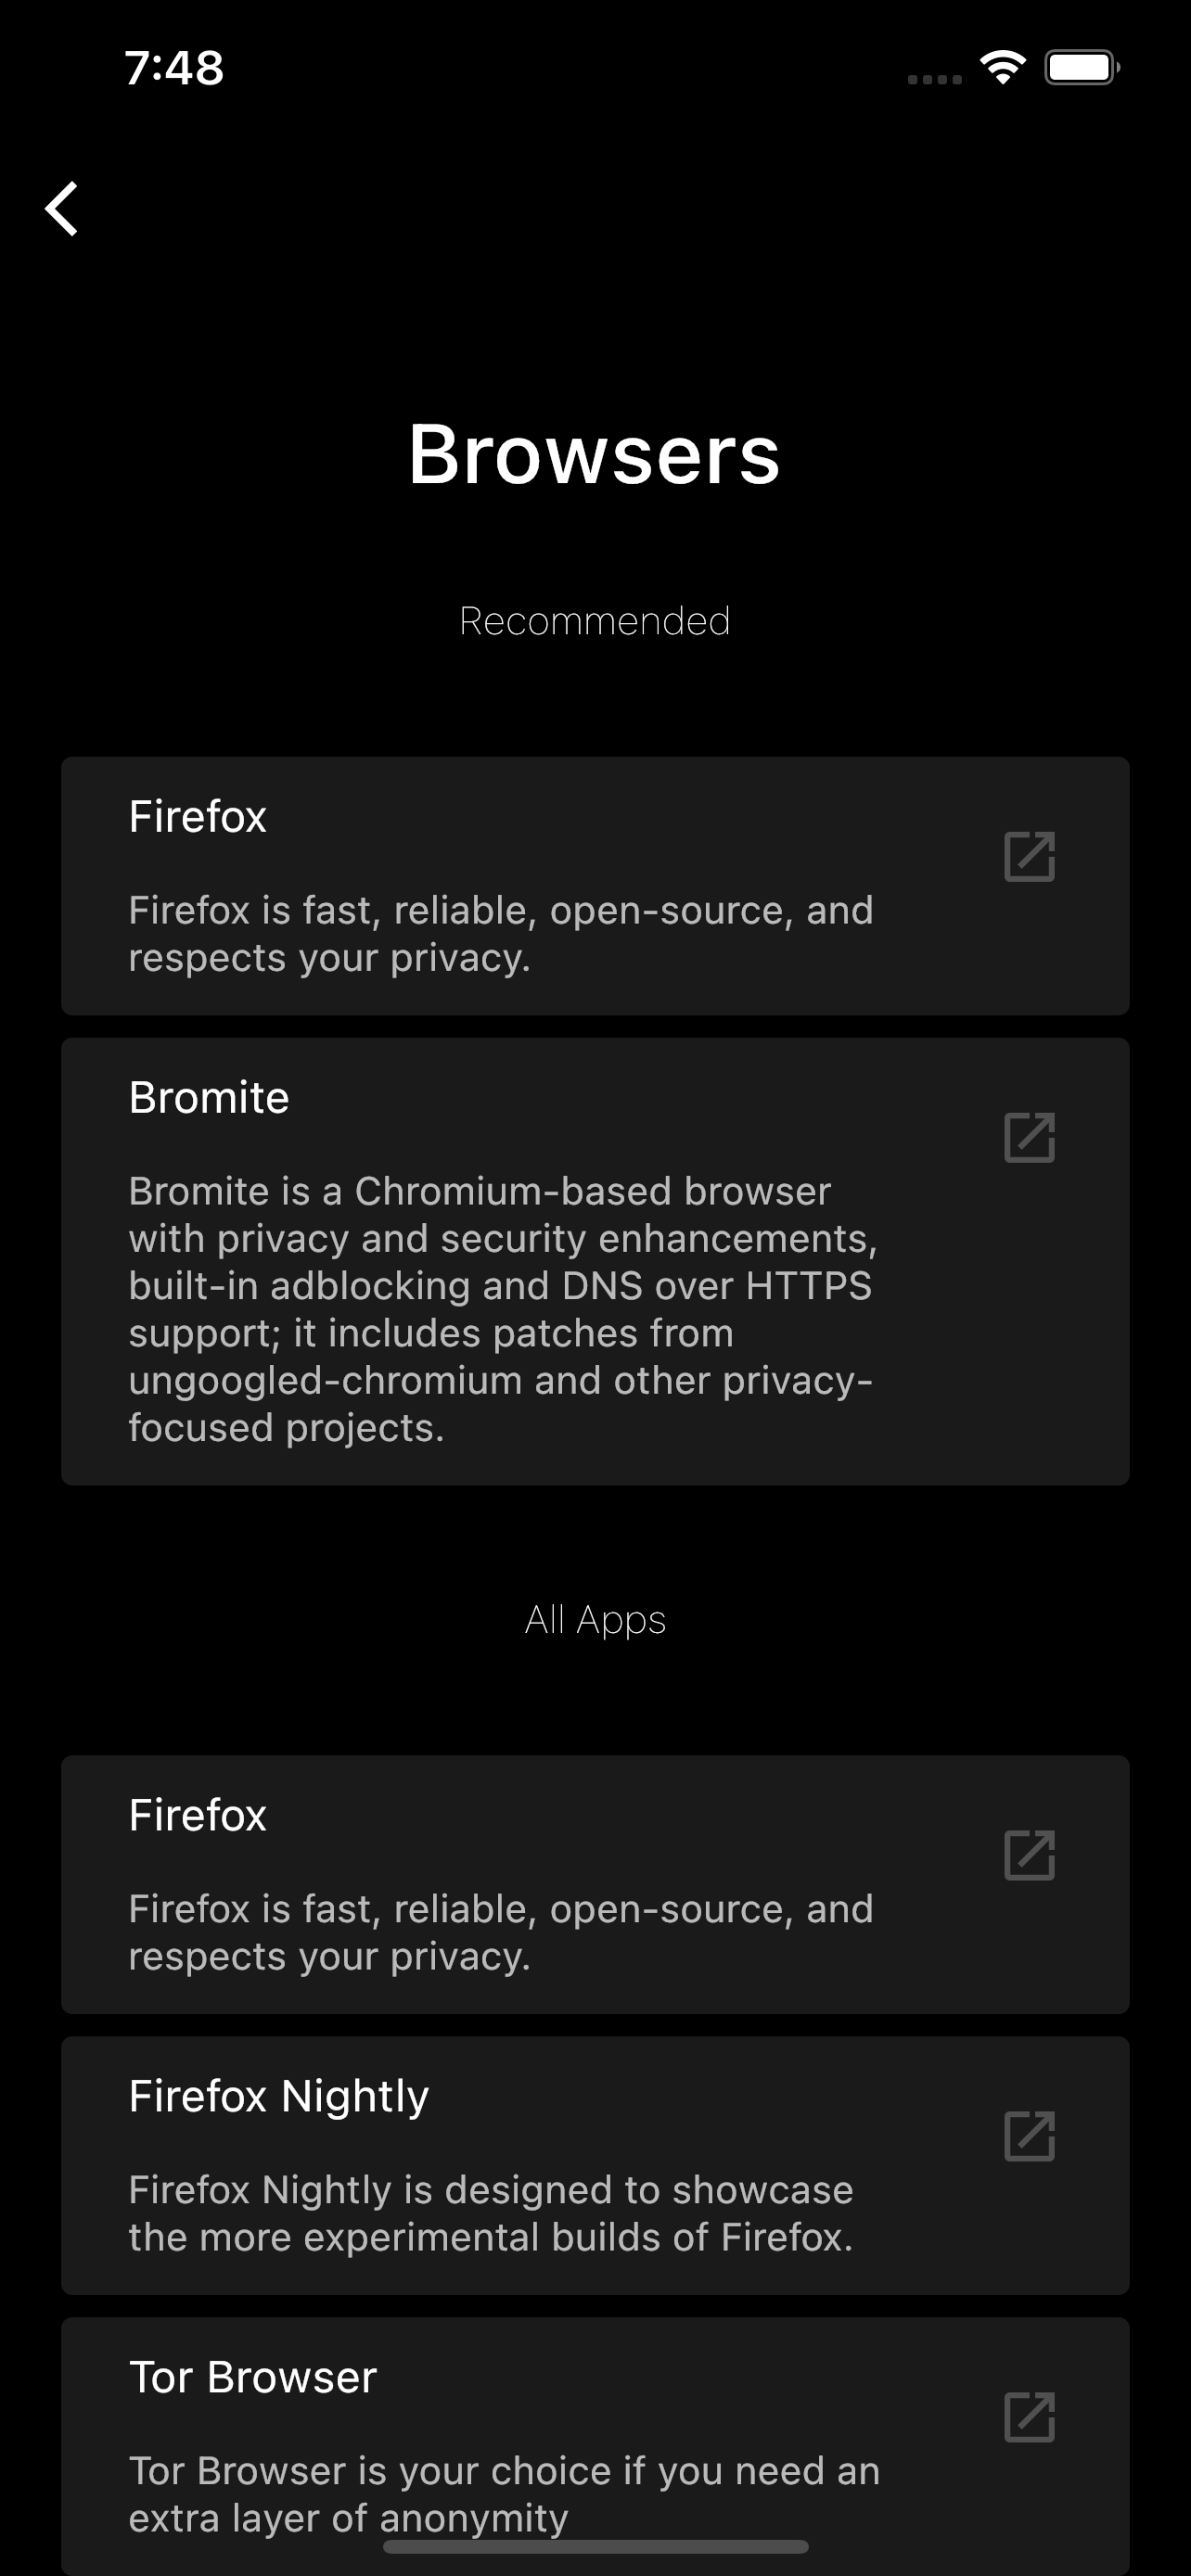 7:48
Browsers
Recommended
Firefox
Firefox is fast, reliable, open-source, and
respects your privacy.
Bromite
Bromite is a Chromium-based browser
with privacy and security enhancements,
built-in adblocking and DNS over HTTPS
support; it includes patches from
ungoogled-chromium and other privacy-
focused projects.
All Apps
Firefox
Firefox is fast, reliable, open-source, and
respects your privacy.
Firefox Nightly
Firefox Nightly is designed to showcase
the more experimental builds of Firefox.
Tor Browser
Tor Browser is your choice if you need an
extra layer of anonymity